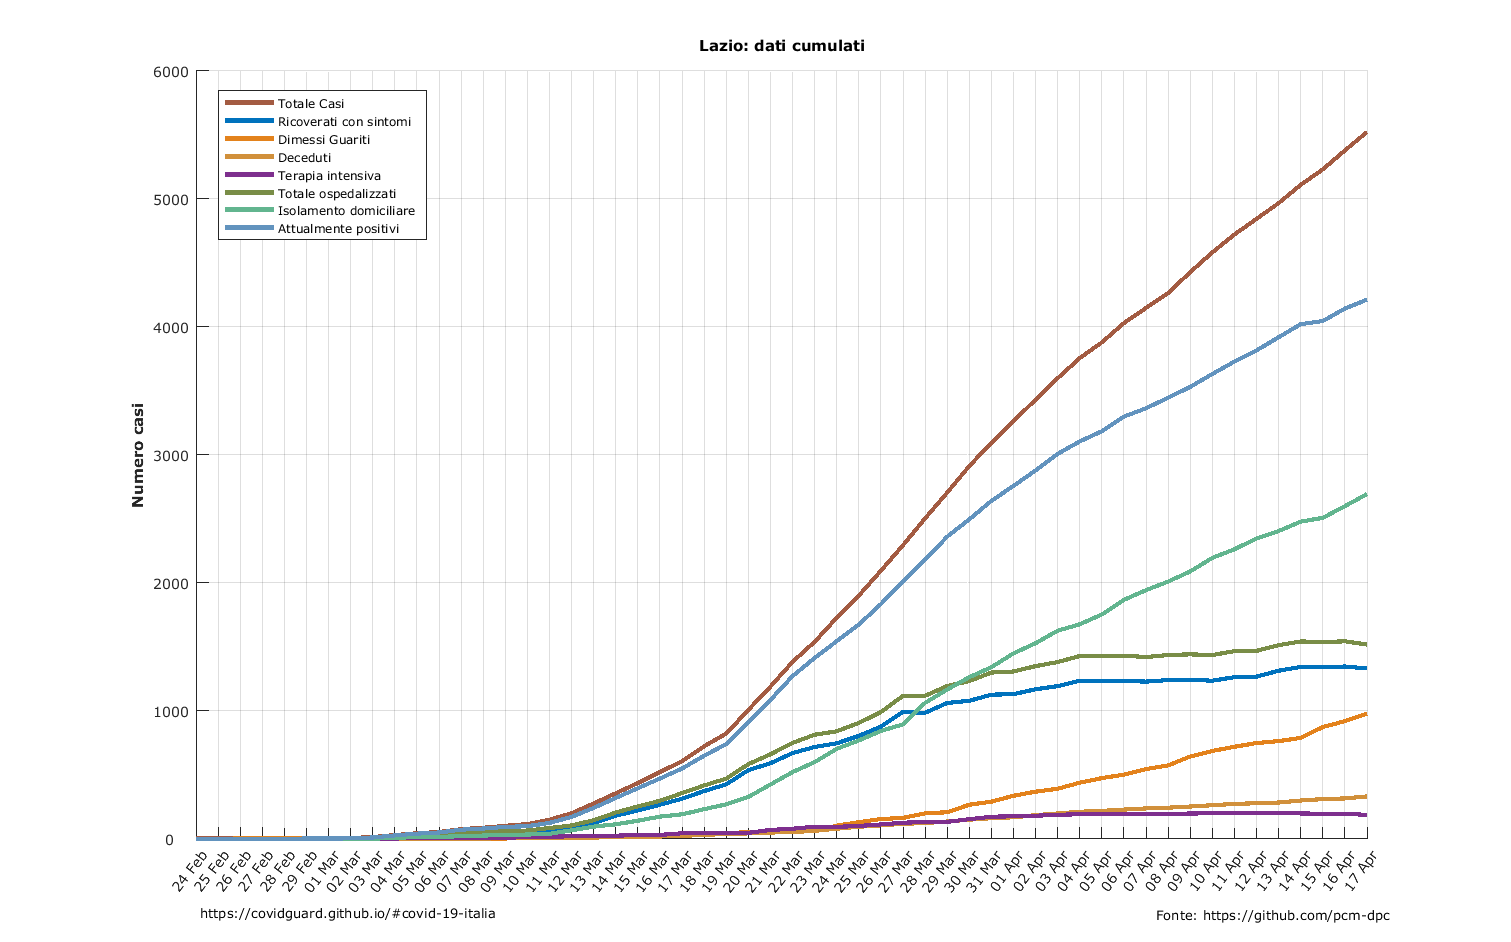 Lazio: dati cumulati
6000
5000
4000
3000
2000
1000
0
Numero casi
Totale Casi
Ricoverati con sintomi
Dimessi Guariti
Deceduti
Terapia intensiva
Totale ospedalizzati
Isolamento domiciliare
Attualmente positivi
24 Feb
25 Feb
26 Feb
27 Feb
28 Feb
29 Feb
01 Mar
02 Mar
03 Mar
04 Mar
05 Mar
06 Mar
07 Mar
08 Mar
09 Mar
10 Mar
11 Mar
12 Mar
13 Mar
14 Mar
15 Mar
16 Mar
17 Mar
18 Mar
19 Mar
20 Mar
21 Mar
22 Mar
23 Mar
24 Mar
25 Mar
26 Mar
27 Mar
28 Mar
29 Mar
30 Mar
31 Mar
01 Apr
02 Apr
03 Apr
04 Apr
05 Apr
06 Apr
07 Apr
08 Apr
09 Apr
10 Apr
11 Apr
12 Apr
13 Apr
14 Apr
15 Apr
16 Apr
17 Apr
https://covidguard.github.io/#covid-19-italia
Fonte: https://github.com/pcm-dpc